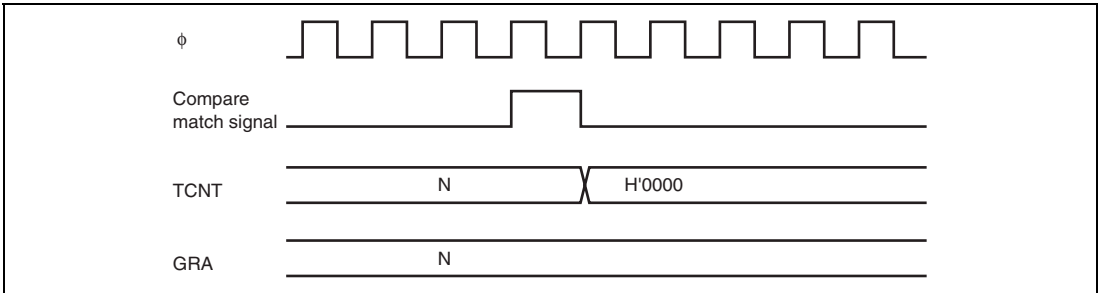 ϕ
Compare
match signal
TCNT
N
H'0000
GRA
N